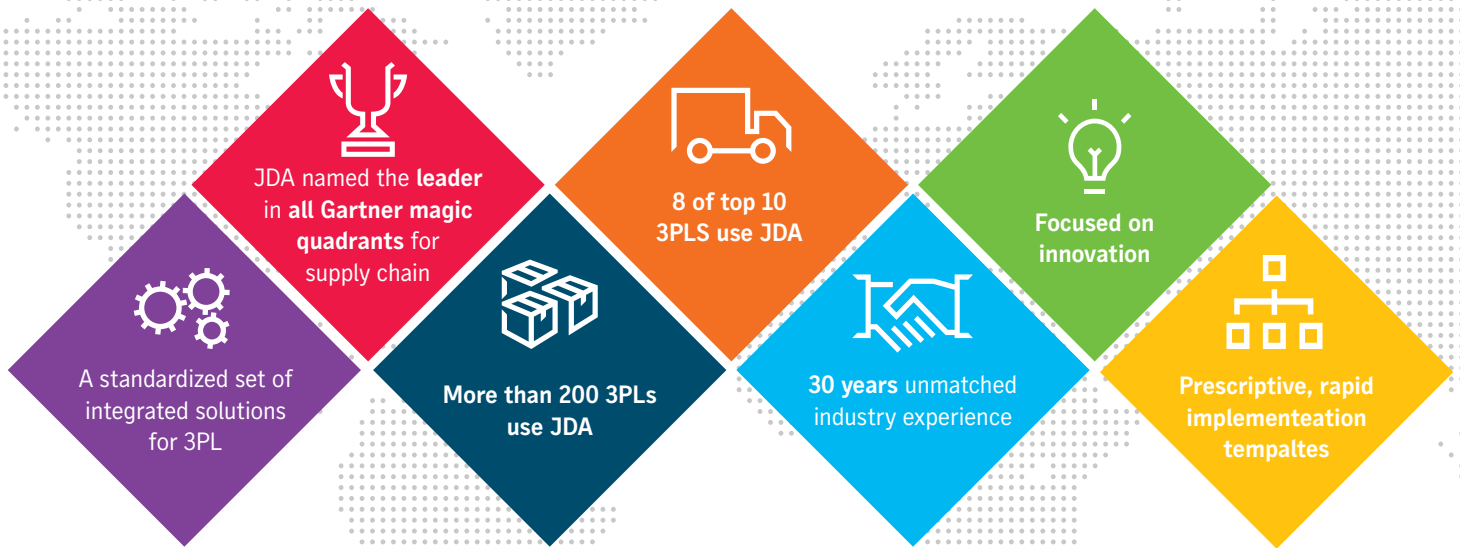 A standardized set of
integrated solutions
for 3PL
JDA named the leader
in all Gartner magic
quadrants for
supply chain
More than 200 3PLs
use JDA
8 of top 10
3PLS use JDA
30 years unmatched
industry experience
Focused on
innovation
Prescriptive, rapid
implementeation
tempaltes